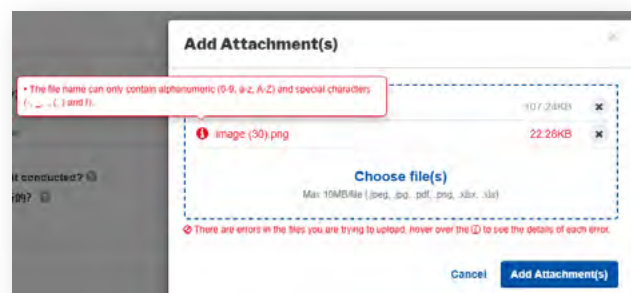 Add Attachment(s)
• The file name can only contain alphanumeric (0-9, a-z, A-Z) and special characters
107.24KB
image (30).png
22.26KB
it conducted?
Choose file(s)
Max 10MB/file (.jpeg, .jpg, .pdf, .png, .xlsx, .xls)
There are errors in the files you are trying to upload, hover over the ⓘ to see the details of each error.
Cancel
Add Attachment(s)